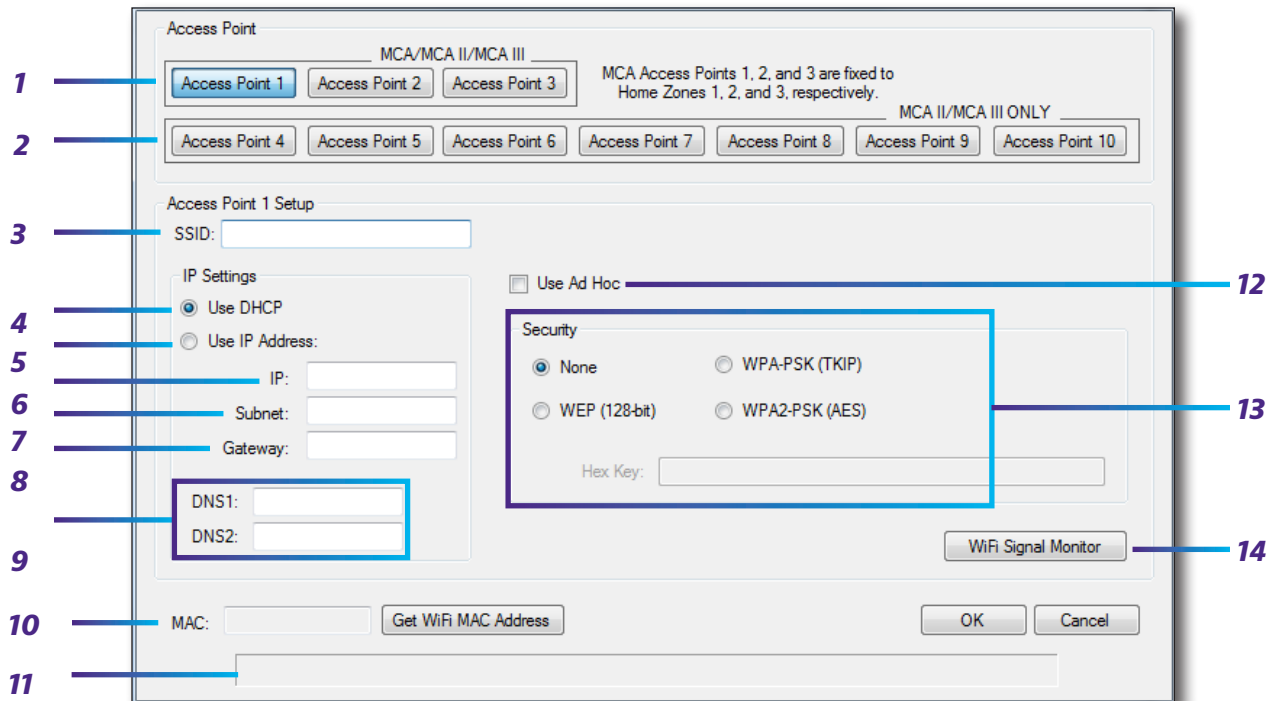 Access Point
MCA/MCA II/MCA III
1
Access Point 1
Access Point 2
Access Point 3
MCA Access Points 1, 2, and 3 are fixed to
Home Zones 1, 2, and 3, respectively.
MCA II/MCA III ONLY
2
Access Point 4
Access Point 5
Access Point 6
Access Point 7
Access Point 8
Access Point 9
Access Point 10
Access Point 1 Setup
3
SSID:
IP Settings
Use Ad Hoc
12
4
Use DHCP
5
Use IP Address:
6
IP:
7
Subnet:
8
Gateway:
Security
None
WPA-PSK (TKIP)
WEP (128-bit)
WPA2-PSK (AES)
13
Hex Key:
9
DNS1:
DNS2:
WiFi Signal Monitor
14
10
MAC:
Get WiFi MAC Address
OK
Cancel
11